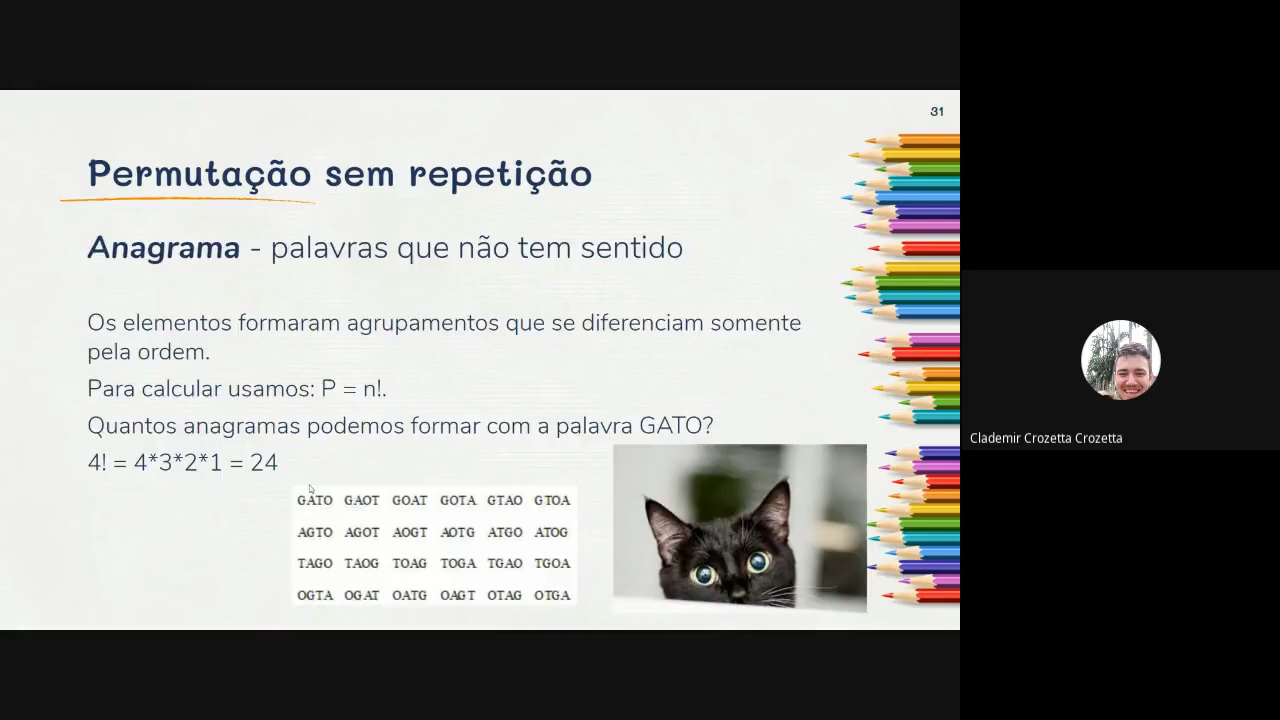 31
Permutação sem repetição
Anagrama - palavras que não tem sentido
Os elementos formaram agrupamentos que se diferenciam somente
pela ordem.
Para calcular usamos: P = n!.
Quantos anagramas podemos formar com a palavra GATO?
4! = 4*3*2*1 = 24
GATO GAOT GOAT GOTA GTAO GTOA
AGTO AGOT AOGT AOTG ATGO ATOG
TAGO TAOG TOAG TOGA TGAO TGOA
OGTA OGAT OATG OAGT OTAG OTGA
Clademir Crozetta Crozetta